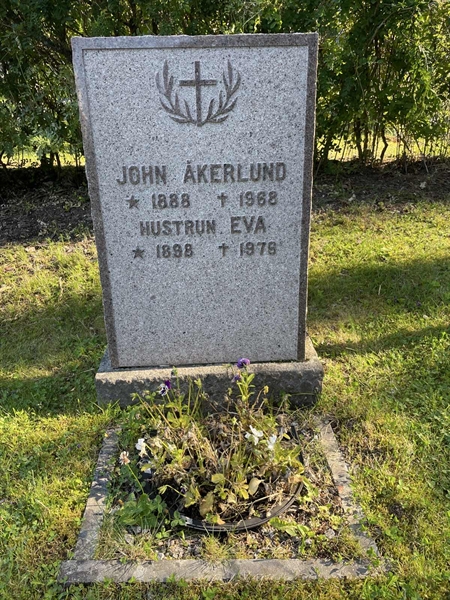 JOHN ÅKERLUND
* 1888 † 1968
HUSTRUN EVA
* 1898 † 1979